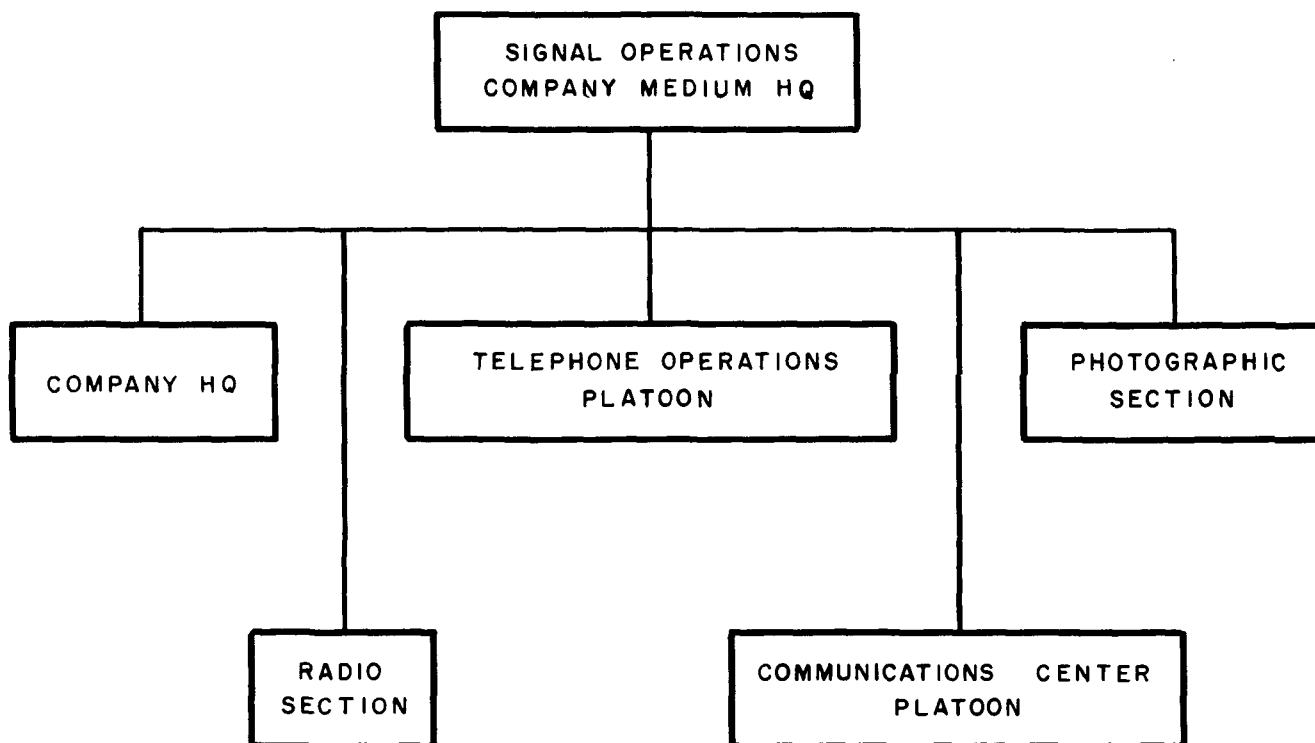 SIGNAL OPERATIONS
COMPANY MEDIUM HQ
COMPANY HQ
TELEPHONE OPERATIONS
PLATOON
PHOTOGRAPHIC
SECTION
RADIO
SECTION
COMMUNICATIONS CENTER
PLATOON